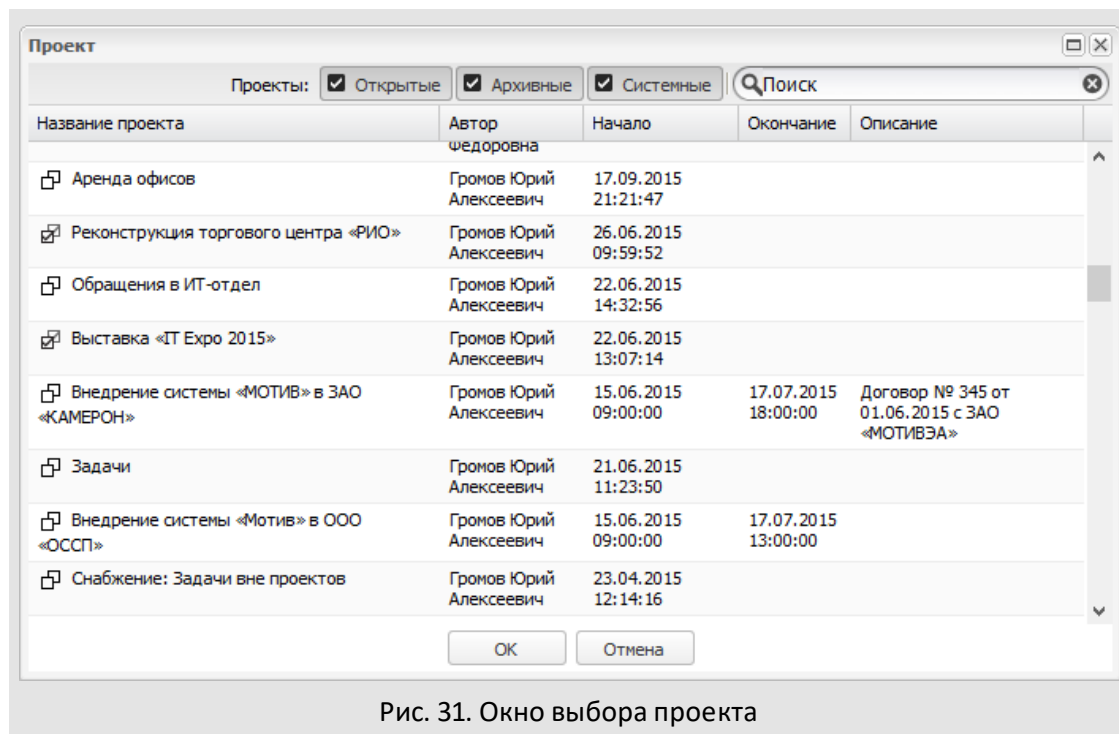 Проект
Проекты: Открытые Архивные Системные Поиск
Название проекта Автор Начало Окончание Описание
Федоровна
Аренда офисов Громов Юрий 17.09.2015
Алексеевич 21:21:47
Реконструкция торгового центра «РИО» Громов Юрий 26.06.2015
Алексеевич 09:59:52
Обращения в ИТ-отдел Громов Юрий 22.06.2015
Алексеевич 14:32:56
Выставка «IT Expo 2015» Громов Юрий 22.06.2015
Алексеевич 13:07:14
Внедрение системы «МОТИВ» в ЗАО Громов Юрий 15.06.2015 17.07.2015 Договор № 345 от
«КАМЕРОН» Алексеевич 09:00:00 18:00:00 01.06.2015 с ЗАО
«МОТИВЭА»
Задачи Громов Юрий 21.06.2015
Алексеевич 11:23:50
Внедрение системы «Мотив» в ООО Громов Юрий 15.06.2015 17.07.2015
«ОССП» Алексеевич 09:00:00 13:00:00
Снабжение: Задачи вне проектов Громов Юрий 23.04.2015
Алексеевич 12:14:16
ОК Отмена
Рис. 31. Окно выбора проекта